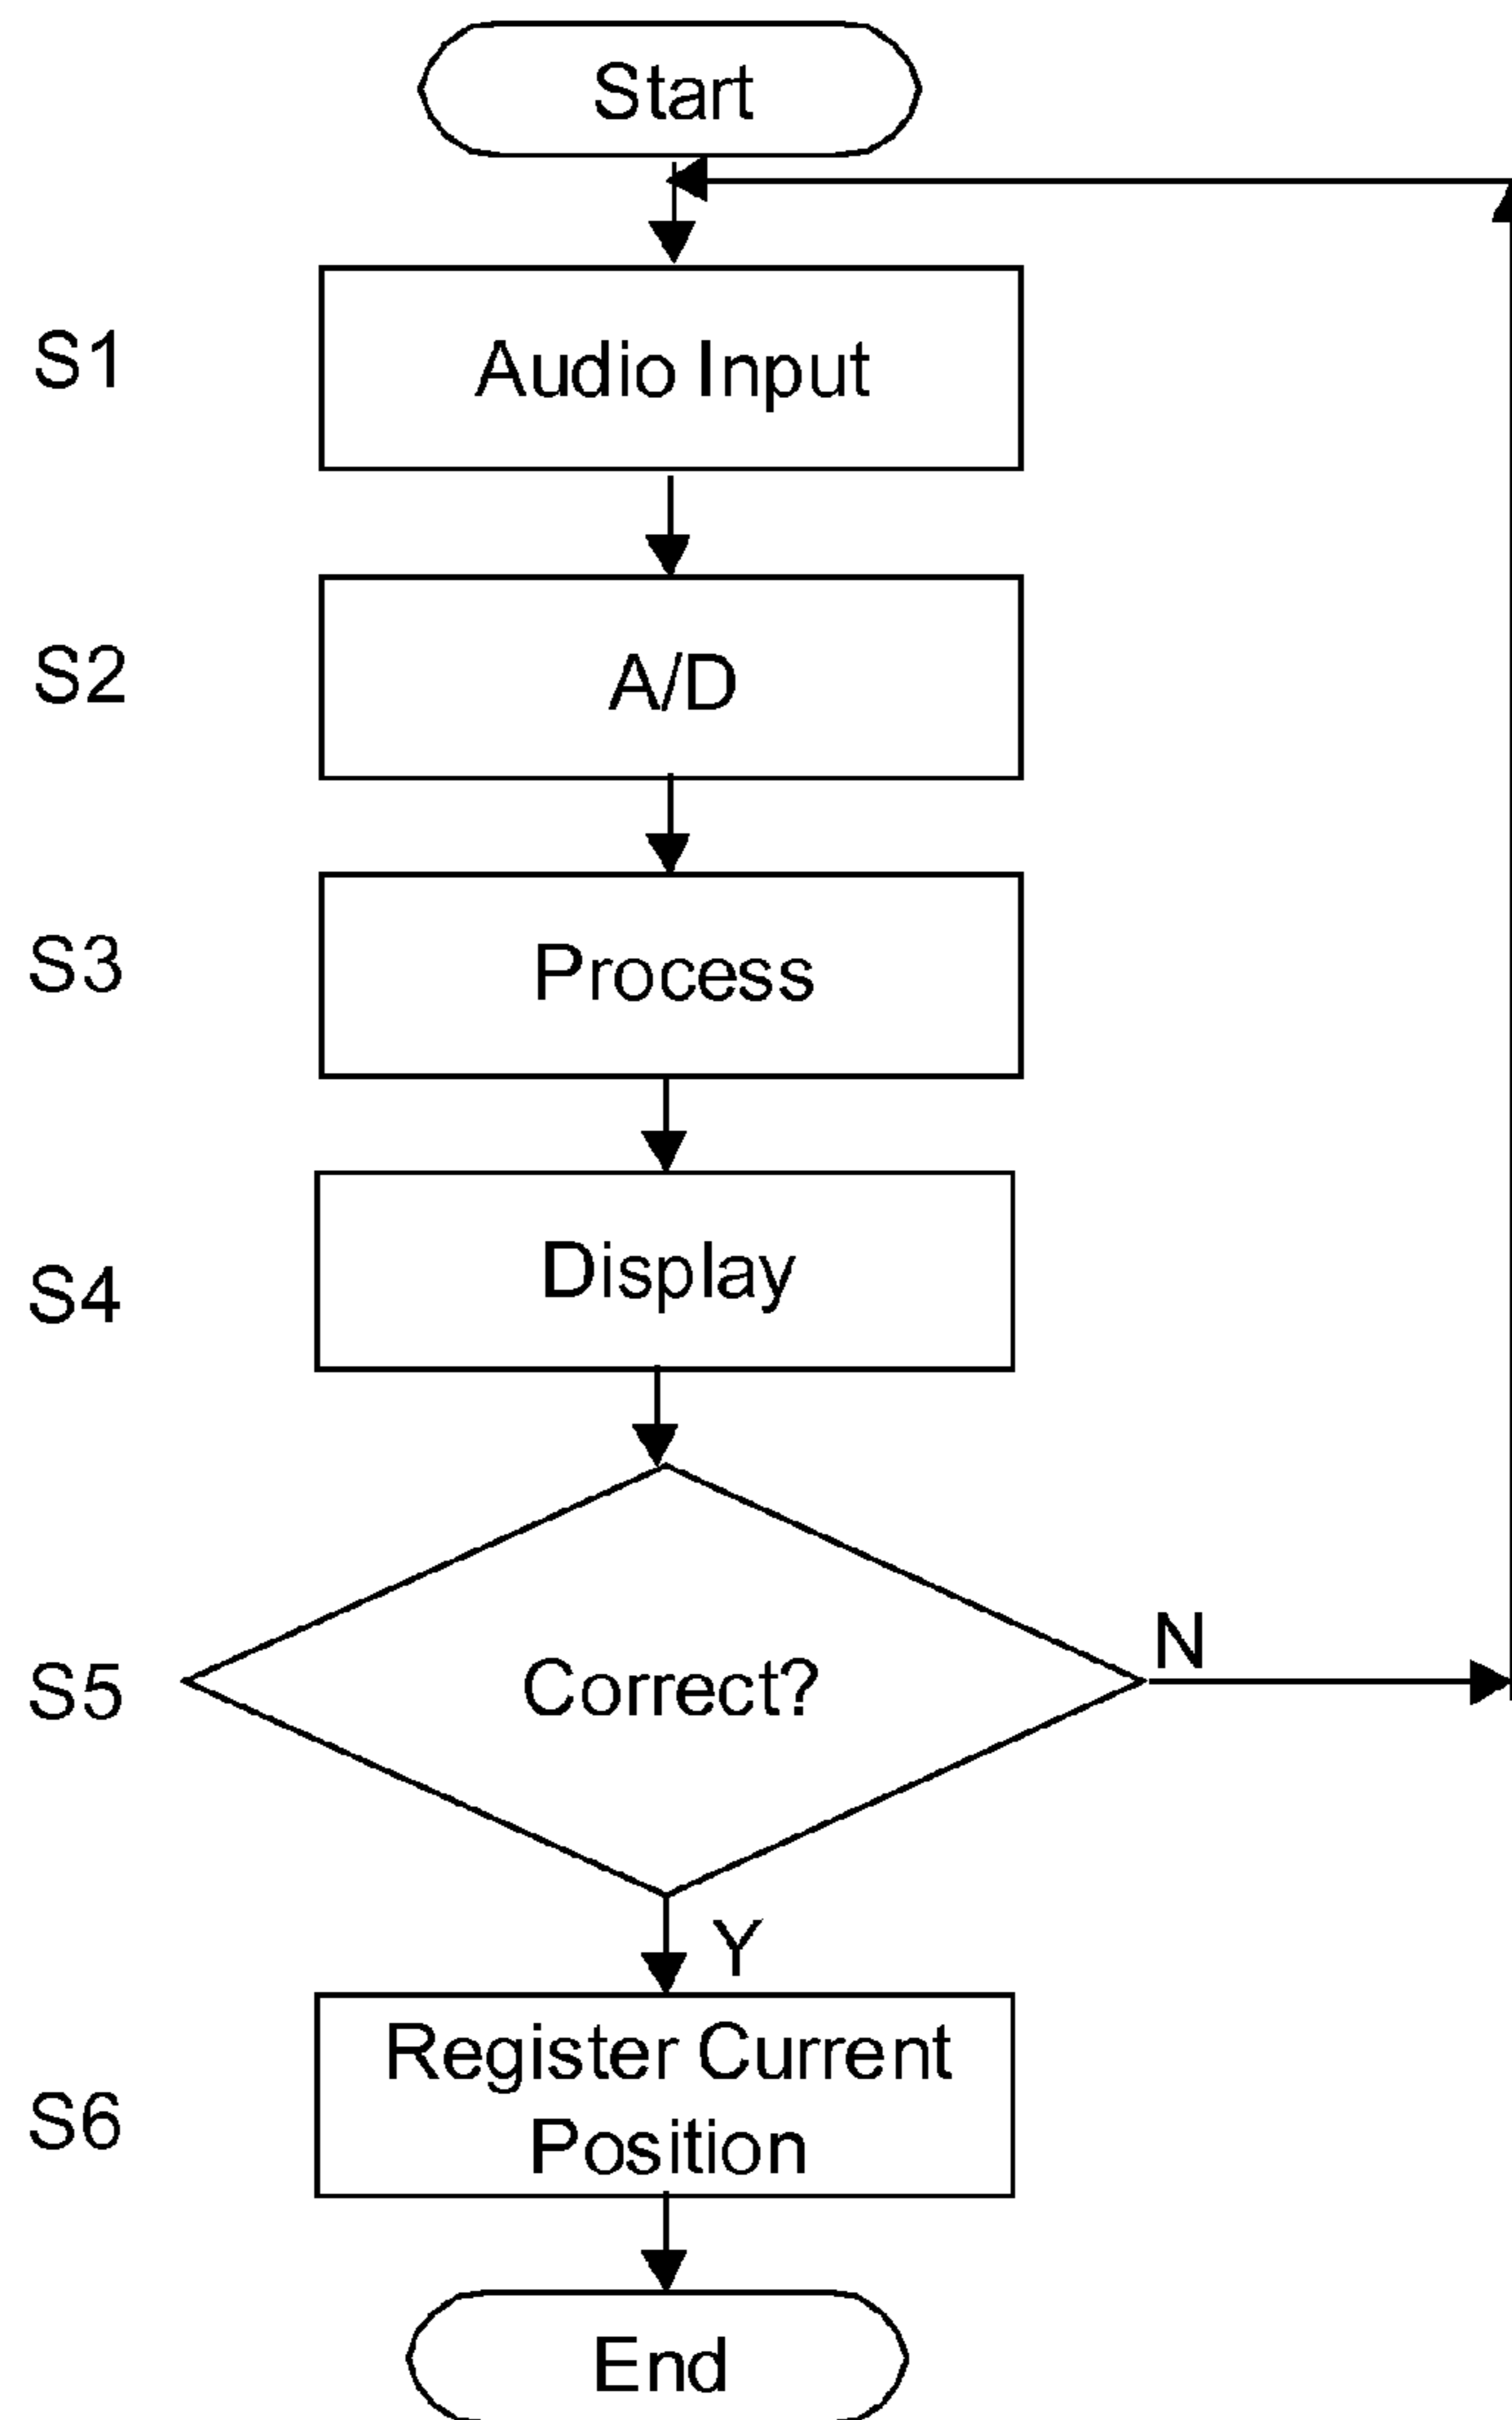 Start
S1
Audio Input
S2
A/D
S3
Process
S4
Display
S5
Correct?
N
Y
S6
Register Current
Position
End